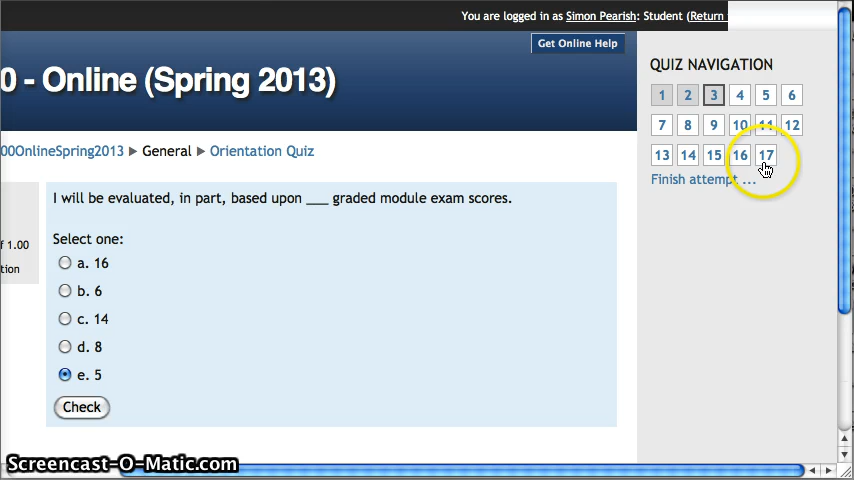 You are logged in as Simon Pearish: Student (Return
Get Online Help
0 - Online (Spring 2013)
QUIZ NAVIGATION
1 2 3 4 5 6
7 8 9 10 11 12
13 14 15 16 17
Finish attempt ...
00OnlineSpring2013 ▶ General ▶ Orientation Quiz
I will be evaluated, in part, based upon ___ graded module exam scores.
Select one:
f 1.00
tion
a. 16
b. 6
c. 14
d. 8
e. 5
Check
Screencast-O-Matic.com